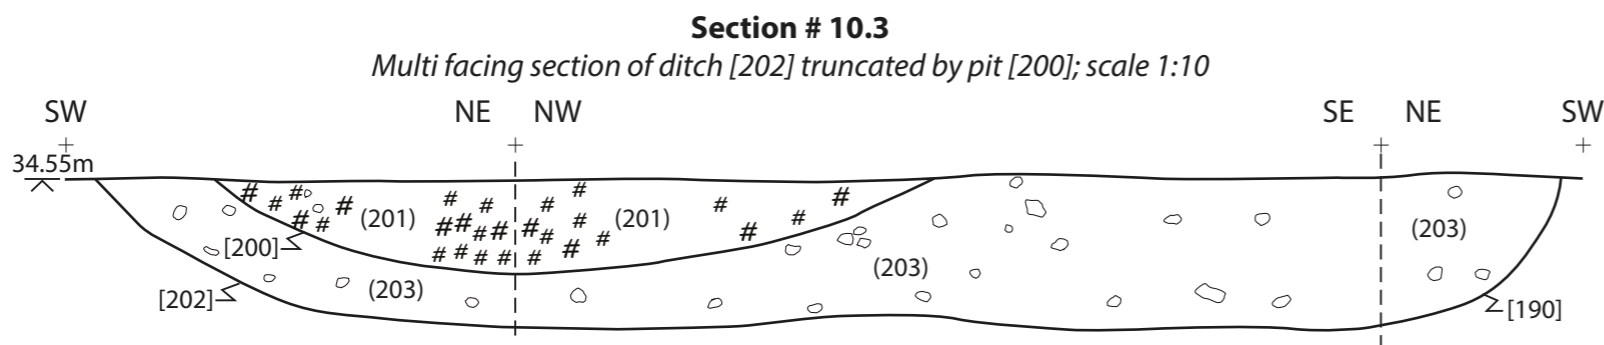 Section # 10.3
Multi facing section of ditch [202] truncated by pit [200]; scale 1:10
SW NE NW SE NE SW
34.55m
(201) (201) (203)
[200] (203)
[202] (203) [190]